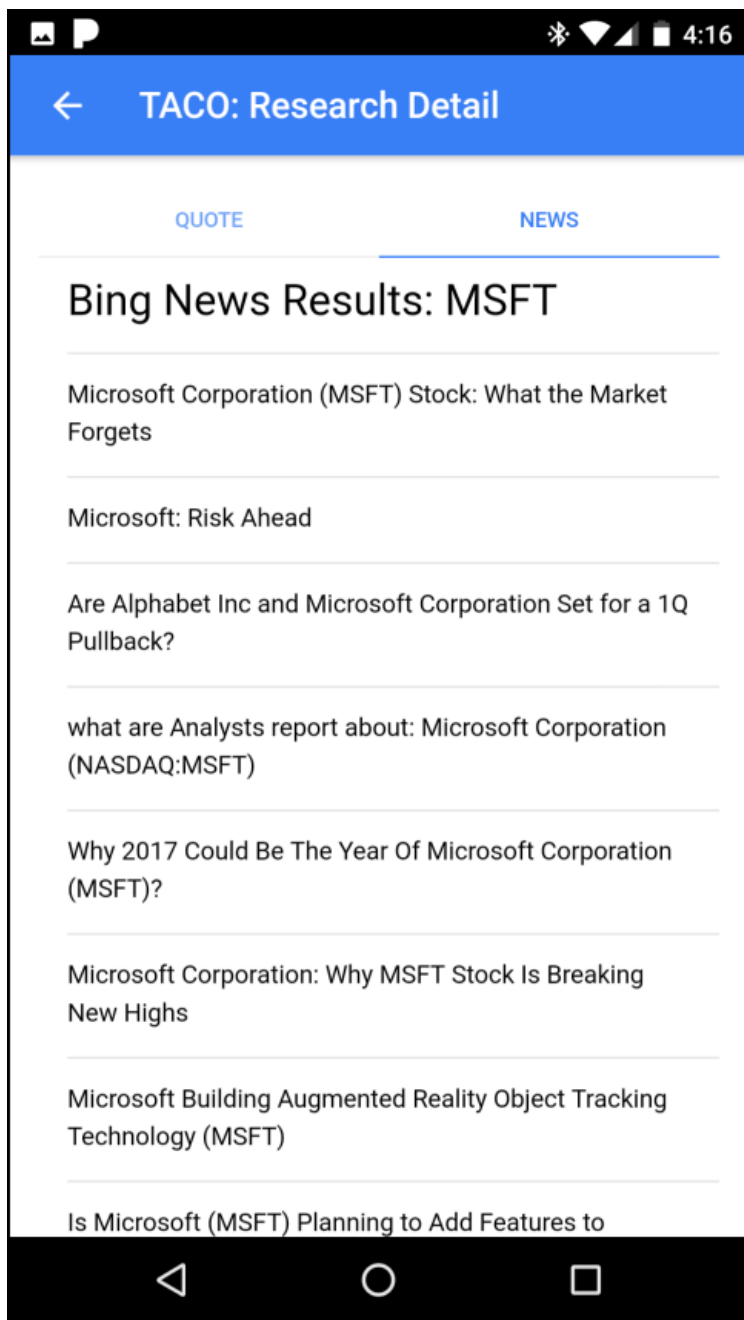 4:16
TACO: Research Detail
QUOTE
NEWS
Bing News Results: MSFT
Microsoft Corporation (MSFT) Stock: What the Market
Forgets
Microsoft: Risk Ahead
Are Alphabet Inc and Microsoft Corporation Set for a 1Q
Pullback?
what are Analysts report about: Microsoft Corporation
(NASDAQ:MSFT)
Why 2017 Could Be The Year Of Microsoft Corporation
(MSFT)?
Microsoft Corporation: Why MSFT Stock Is Breaking
New Highs
Microsoft Building Augmented Reality Object Tracking
Technology (MSFT)
Is Microsoft (MSFT) Planning to Add Features to